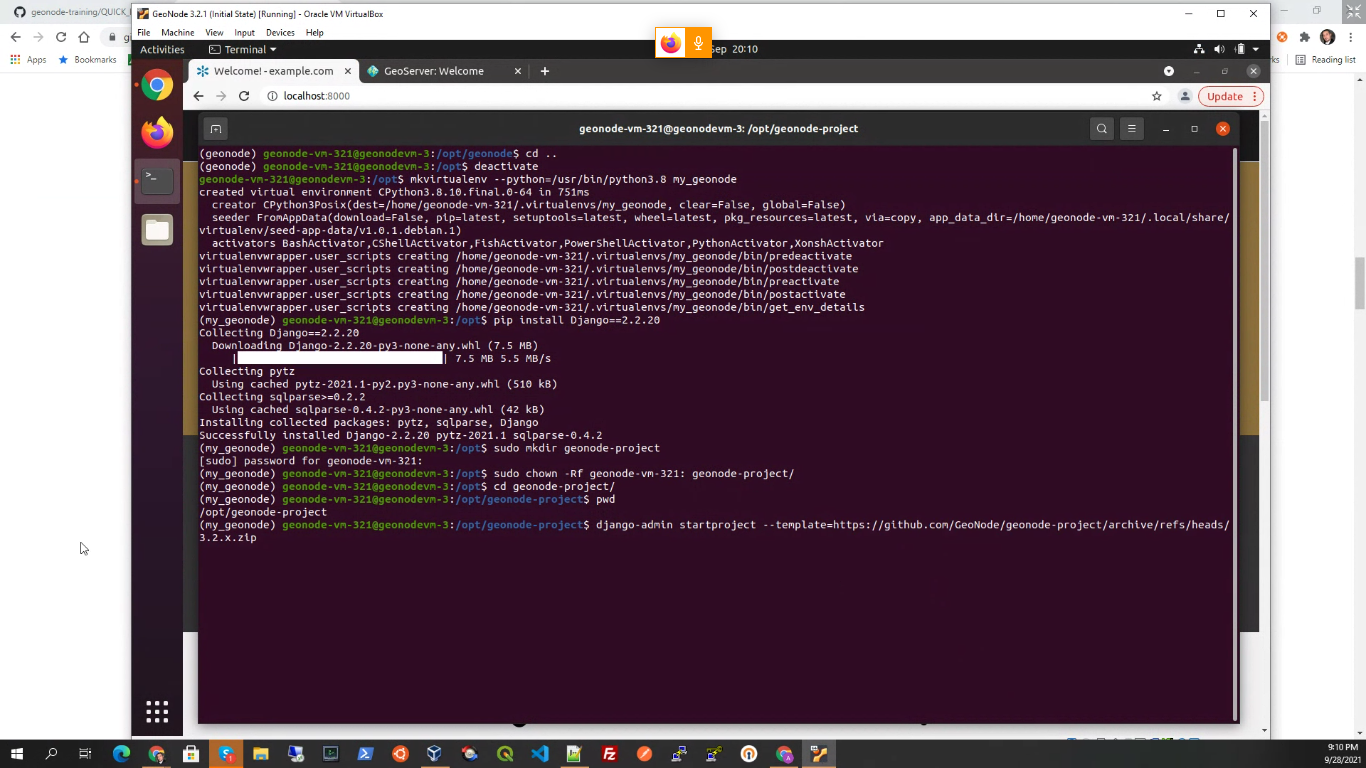 geonode-training/QUICK_
GeoNode 3.2.1 (Initial State) [Running] - Oracle VM VirtualBox
File Machine View Input Devices Help
Apps Bookmarks
Reading list
Activities Terminal Sep 20:10
Welcome! - example.com GeoServer: Welcome
localhost:8000 Update
geonode-vm-321@geonodevm-3: /opt/geonode-project
(geonode) geonode-vm-321@geonodevm-3:/opt/geonode$ cd ..
(geonode) geonode-vm-321@geonodevm-3:/opt$ deactivate
geonode-vm-321@geonodevm-3:/opt$ mkvirtualenv --python=/usr/bin/python3.8 my_geonode
created virtual environment CPython3.8.10.final.0-64 in 751ms
creator CPython3Posix(dest=/home/geonode-vm-321/.virtualenvs/my_geonode, clear=False, global=False)
seeder FromAppData(download=False, pip=latest, setuptools=latest, wheel=latest, pkg_resources=latest, via=copy, app_data_dir=/home/geonode-vm-321/.local/share/
virtualenv/seed-app-data/v1.0.1.debian.1)
activators BashActivator,CShellActivator,FishActivator,PowerShellActivator,PythonActivator,XonshActivator
virtualenvwrapper.user_scripts creating /home/geonode-vm-321/.virtualenvs/my_geonode/bin/predeactivate
virtualenvwrapper.user_scripts creating /home/geonode-vm-321/.virtualenvs/my_geonode/bin/postdeactivate
virtualenvwrapper.user_scripts creating /home/geonode-vm-321/.virtualenvs/my_geonode/bin/preactivate
virtualenvwrapper.user_scripts creating /home/geonode-vm-321/.virtualenvs/my_geonode/bin/postactivate
virtualenvwrapper.user_scripts creating /home/geonode-vm-321/.virtualenvs/my_geonode/bin/get_env_details
(my_geonode) geonode-vm-321@geonodevm-3:/opt$ pip install Django==2.2.20
Collecting Django==2.2.20
Downloading Django-2.2.20-py3-none-any.whl (7.5 MB)
| | 7.5 MB 5.5 MB/s
Collecting pytz
Using cached pytz-2021.1-py2.py3-none-any.whl (510 kB)
Collecting sqlparse>=0.2.2
Using cached sqlparse-0.4.2-py3-none-any.whl (42 kB)
Installing collected packages: pytz, sqlparse, Django
Successfully installed Django-2.2.20 pytz-2021.1 sqlparse-0.4.2
(my_geonode) geonode-vm-321@geonodevm-3:/opt$ sudo mkdir geonode-project
[sudo] password for geonode-vm-321:
(my_geonode) geonode-vm-321@geonodevm-3:/opt$ sudo chown -Rf geonode-vm-321: geonode-project/
(my_geonode) geonode-vm-321@geonodevm-3:/opt$ cd geonode-project/
(my_geonode) geonode-vm-321@geonodevm-3:/opt/geonode-project$ pwd
/opt/geonode-project
(my_geonode) geonode-vm-321@geonodevm-3:/opt/geonode-project$ django-admin startproject --template=https://github.com/GeoNode/geonode-project/archive/refs/heads/
3.2.x.zip
9:10 PM
9/28/2021